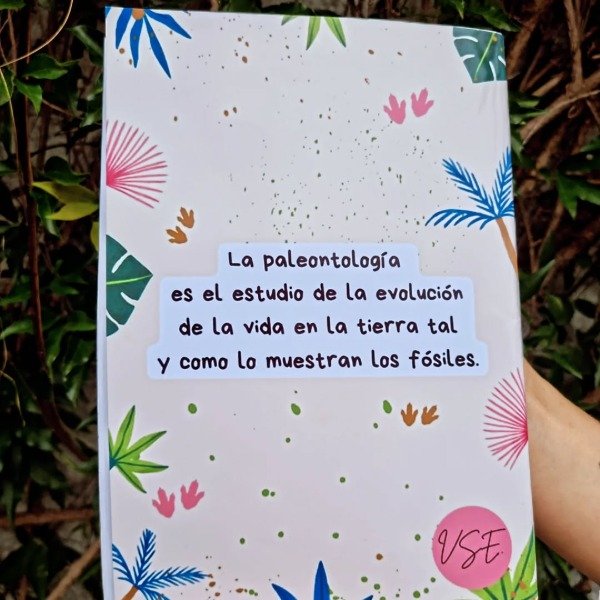 La paleontología
es el estudio de la evolución
de la vida en la tierra tal
y como lo muestran los fósiles.
VSE